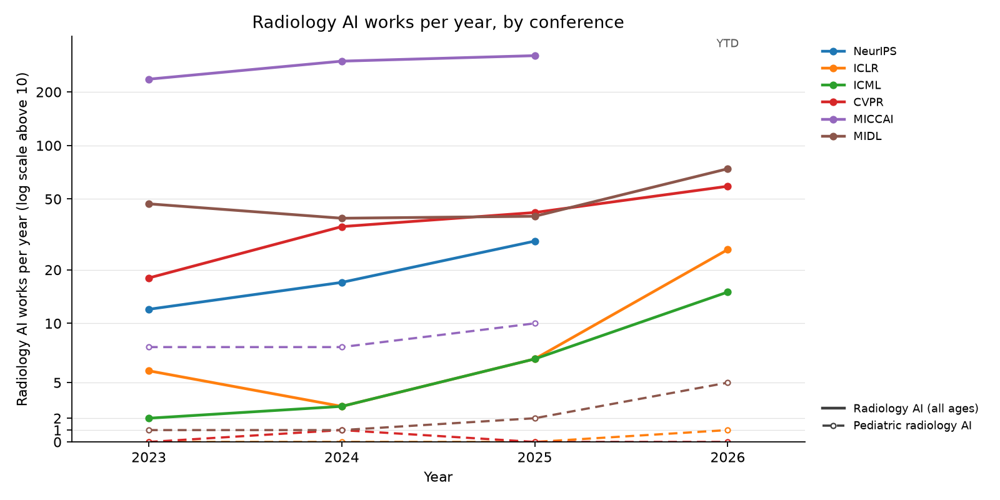 Radiology AI works per year, by conference
YTD
Radiology AI works per year (log scale above 10)
200
100
50
20
10
5
2
1
0
2023
2024
2025
2026
Year
NeurIPS
ICLR
ICML
CVPR
MICCAI
MIDL
Radiology AI (all ages)
Pediatric radiology AI